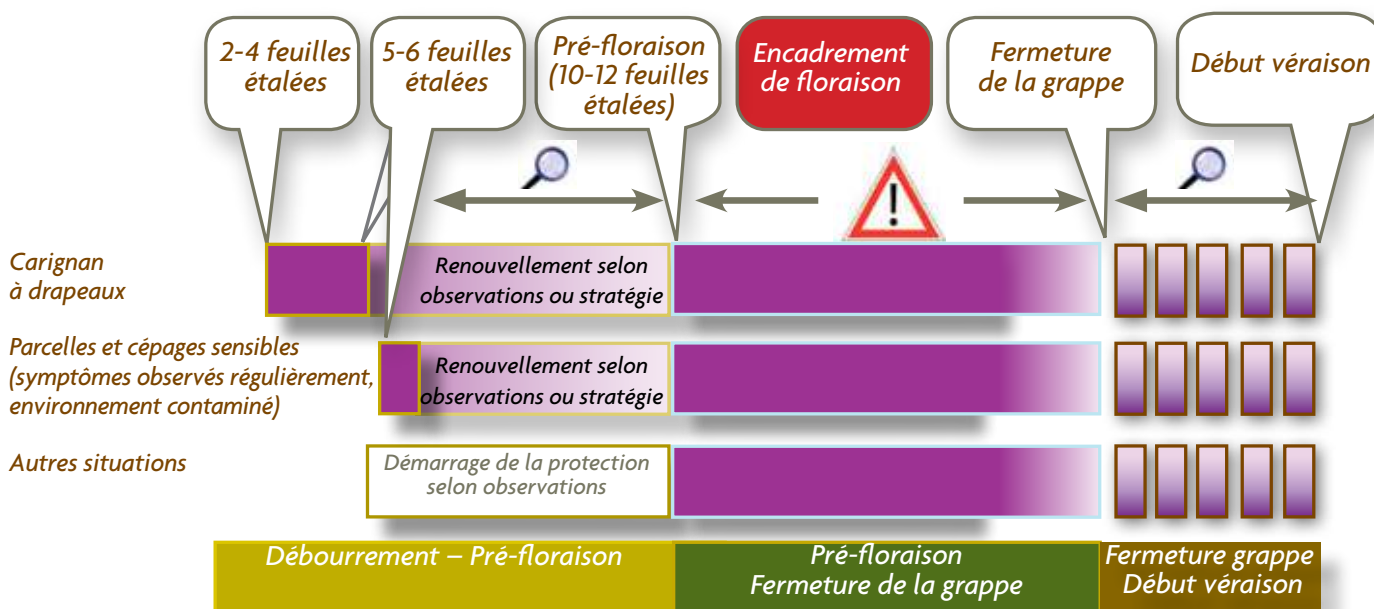 2-4 feuilles
étalées
5-6 feuilles
étalées
Pré-floraison
(10-12 feuilles
étalées)
Encadrement
de floraison
Fermeture
de la grappe
Début véraison
Carignan
à drapeaux
Renouvellement selon
observations ou stratégie
Parcelles et cépages sensibles
(symptômes observés régulièrement,
environnement contaminé)
Renouvellement selon
observations ou stratégie
Autres situations
Démarrage de la protection
selon observations
Débourrement – Pré-floraison
Pré-floraison
Fermeture de la grappe
Fermeture grappe
Début véraison